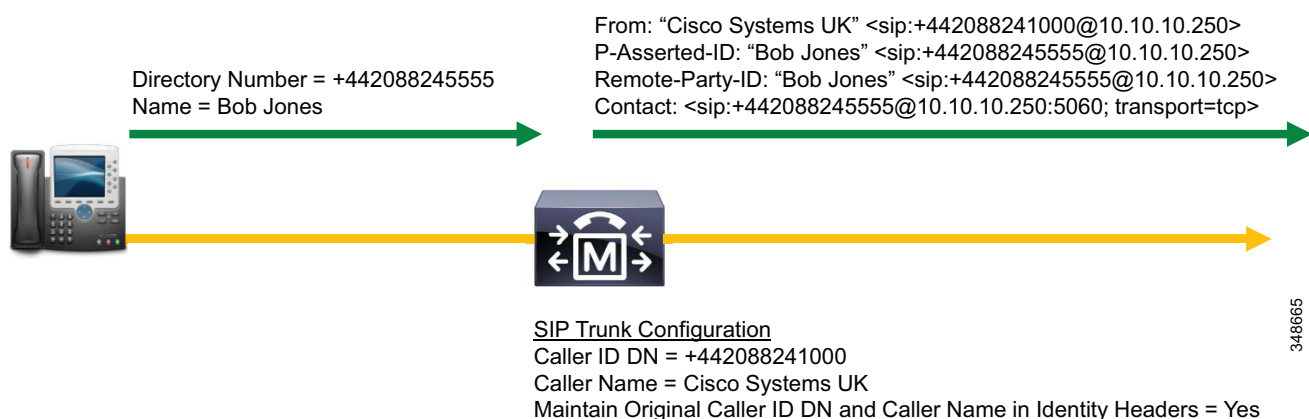 From: “Cisco Systems UK” <sip:+442088241000@10.10.10.250>
P-Asserted-ID: “Bob Jones” <sip:+442088245555@10.10.10.250>
Remote-Party-ID: “Bob Jones” <sip:+442088245555@10.10.10.250>
Contact: <sip:+442088245555@10.10.10.250:5060; transport=tcp>
Directory Number = +442088245555
Name = Bob Jones
M
SIP Trunk Configuration
Caller ID DN = +442088241000
Caller Name = Cisco Systems UK
Maintain Original Caller ID DN and Caller Name in Identity Headers = Yes
348665